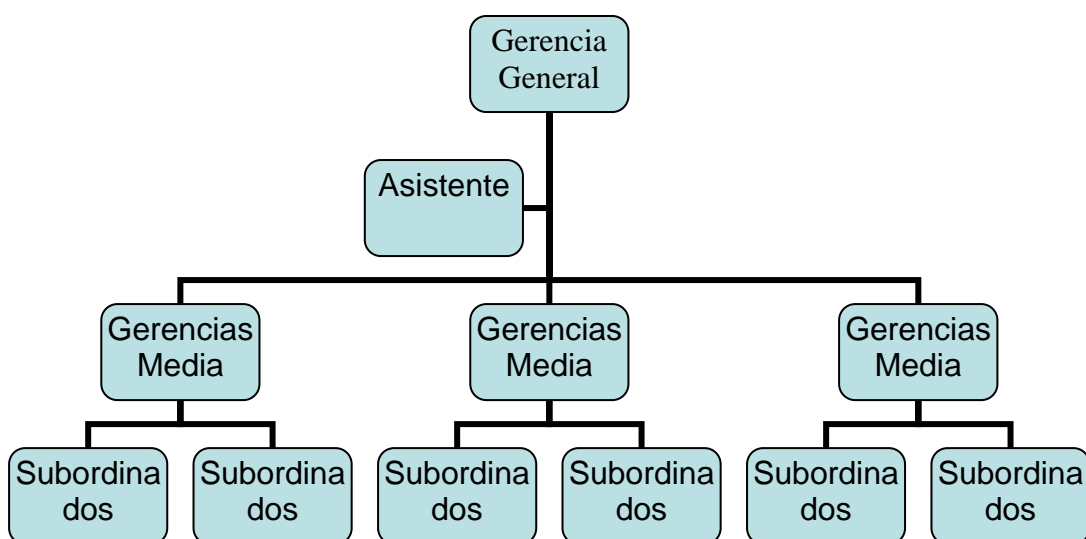 Gerencia
General
Asistente
Gerencias
Media
Gerencias
Media
Gerencias
Media
Subordina
dos
Subordina
dos
Subordina
dos
Subordina
dos
Subordina
dos
Subordina
dos